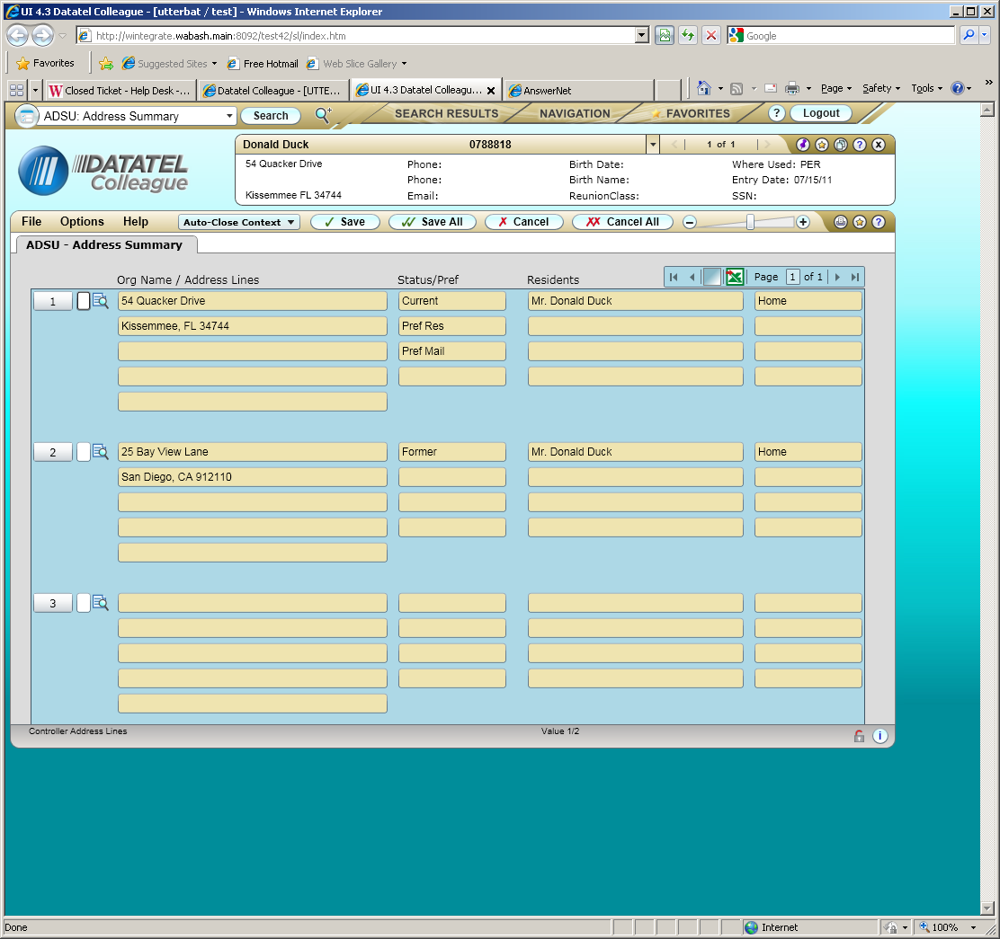 UI 4.3 Datatel Colleague - [utterbat / test] - Windows Internet Explorer
http://wintegrate.wabash.main:8092/test42/sl/index.htm
Google
Favorites
Suggested Sites
Free Hotmail
Web Slice Gallery
Closed Ticket - Help Desk -...
Datatel Colleague - [UTTE...
UI 4.3 Datatel Colleagu...
AnswerNet
Page
Safety
Tools
»
ADSU: Address Summary
Search
SEARCH RESULTS
NAVIGATION
FAVORITES
?
Logout
DATATEL
Colleague
Donald Duck 0788818 1 of 1
54 Quacker Drive Phone: Birth Date: Where Used: PER
Phone: Birth Name: Entry Date: 07/15/11
Kissemmee FL 34744 Email: ReunionClass: SSN:
File Options Help Auto-Close Context Save Save All Cancel Cancel All
ADSU - Address Summary
Org Name / Address Lines Status/Pref Residents Page 1 of 1
1 54 Quacker Drive Current Mr. Donald Duck Home
Kissemmee, FL 34744 Pref Res
Pref Mail
2 25 Bay View Lane Former Mr. Donald Duck Home
San Diego, CA 912110
3
Controller Address Lines Value 1/2
Done Internet 100%